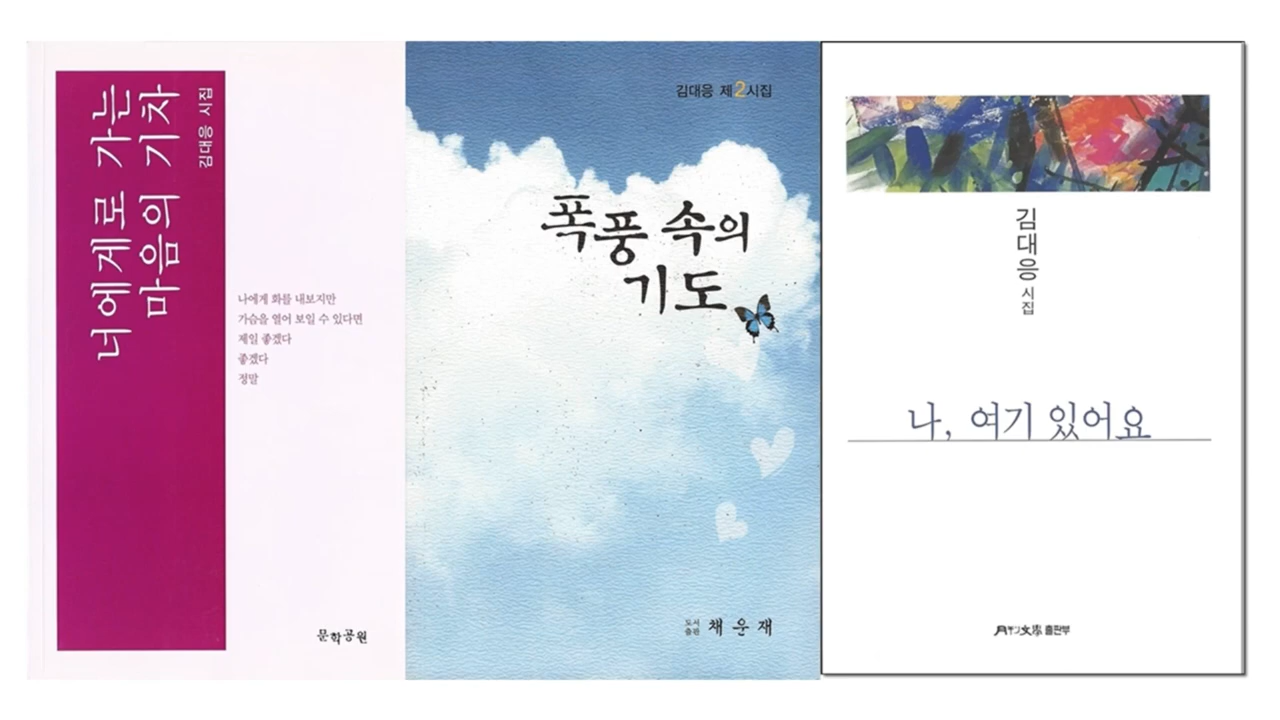 너에게로 가는
마음의 기차
김대응 시집
나에게 화를 내보지만
가슴을 열어 보일 수 있다면
제일 좋겠다
좋겠다
정말
문학공원
김대응 제2시집
폭풍 속의
기도
도서
출판
채운재
김대응
시집
나, 여기 있어요
月刊文學 출판부